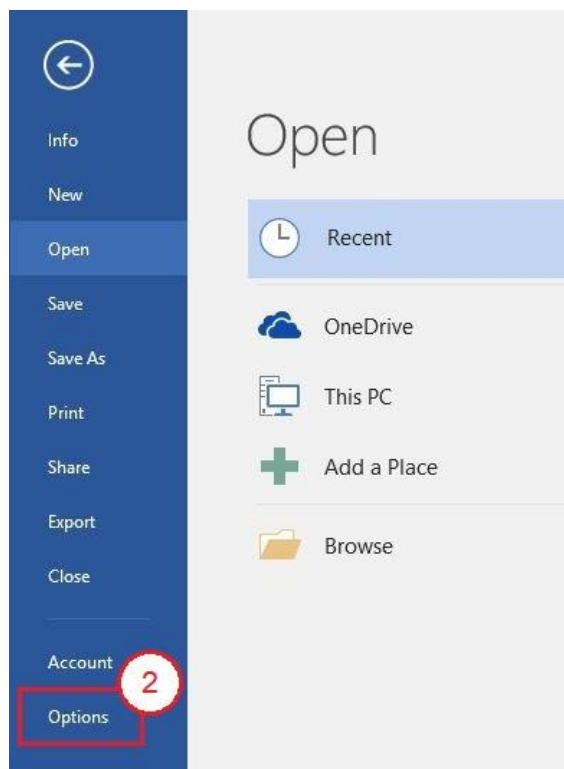 Info
New
Open
Save
Save As
Print
Share
Export
Close
Account
2
Options
Open
Recent
OneDrive
This PC
Add a Place
Browse